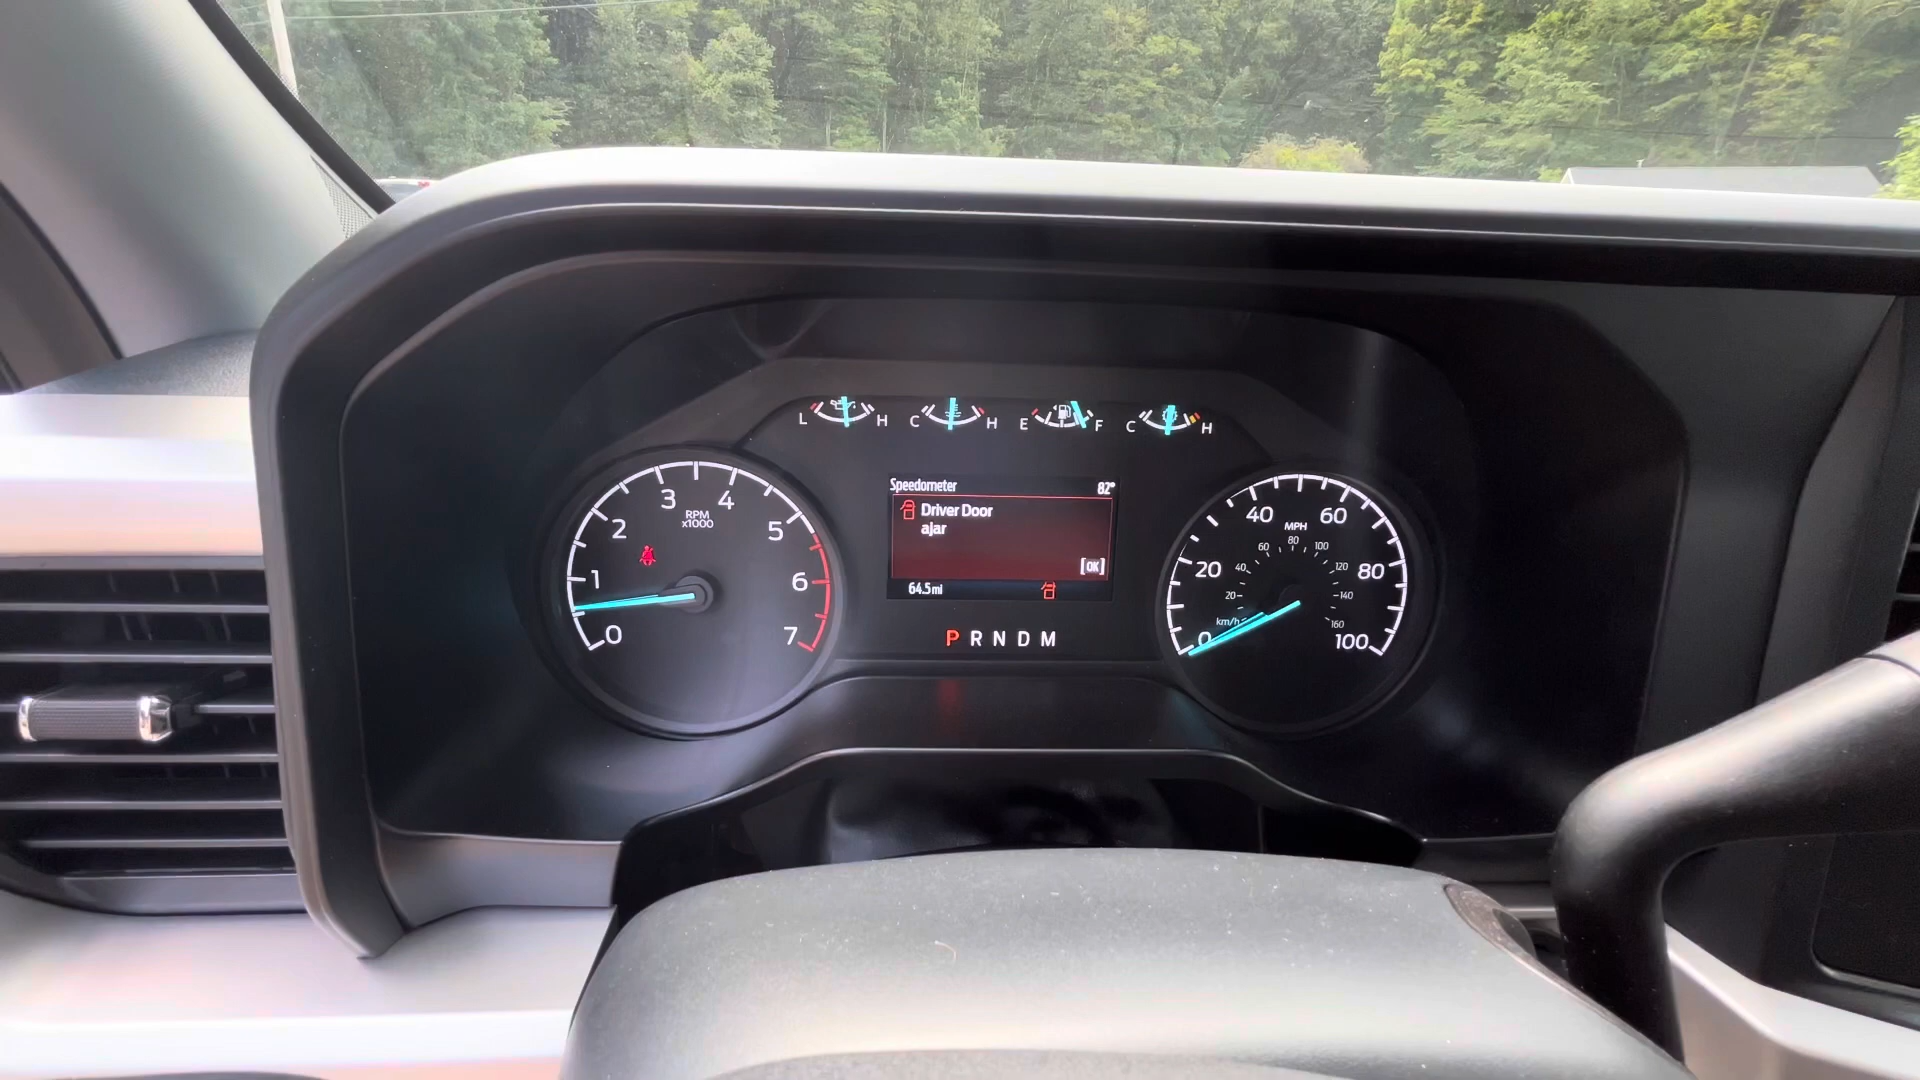 L H C H E F C H
Speedometer 82°
Driver Door
ajar
[OK]
64.5mi
P R N D M
0 1 2 3 4 5 6 7
RPM
x1000
0 20 40 60 80 100
MPH
20 40 60 80 100 120 140 160
km/h